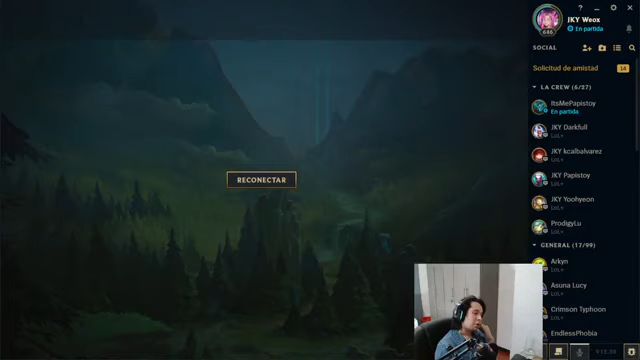 ?
JKY Weox
686
En partida
SOCIAL
Solicitud de amistad
14
LA CREW (6/27)
ItsMePapistoy
En partida
JKY Darkfull
LoL+
JKY kcalbalvarez
LoL+
RECONECTAR
JKY Papistoy
LoL+
JKY Yoohyeon
LoL+
ProdigyLu
LoL+
GENERAL (17/99)
Arkyn
LoL+
Asuna Lucy
LoL+
Crimson Typhoon
LoL+
EndlessPhobia